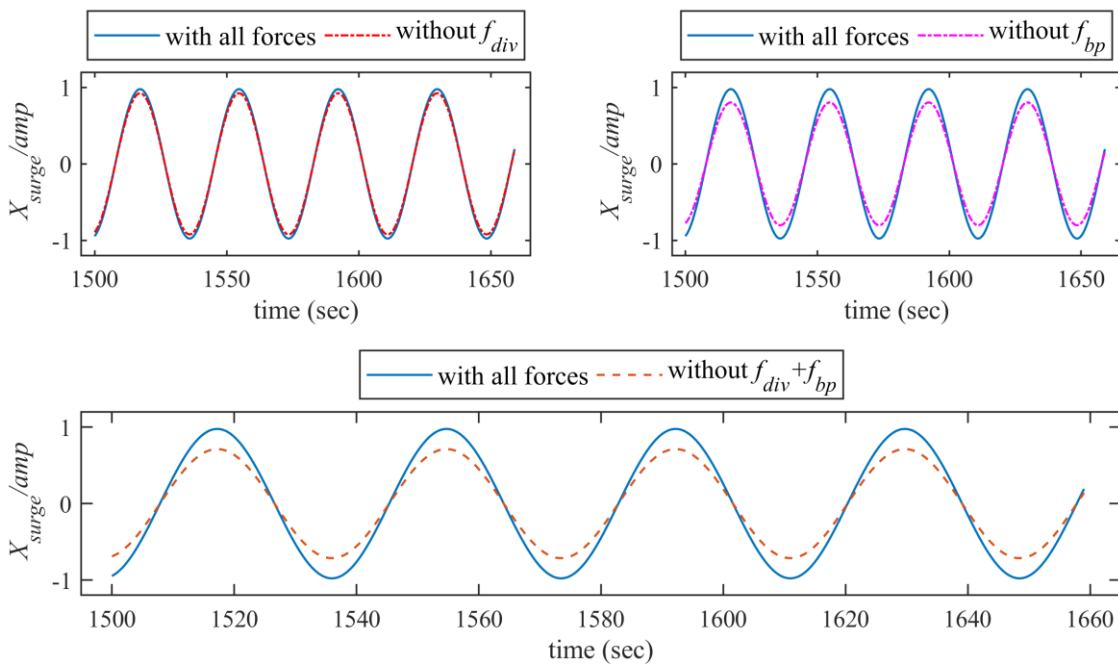 with all forces without f_div
X_surge/amp
1
0
-1
1500 1550 1600 1650
time (sec)
with all forces without f_bp
X_surge/amp
1
0
-1
1500 1550 1600 1650
time (sec)
with all forces without f_div+f_bp
X_surge/amp
1
0
-1
1500 1520 1540 1560 1580 1600 1620 1640 1660
time (sec)